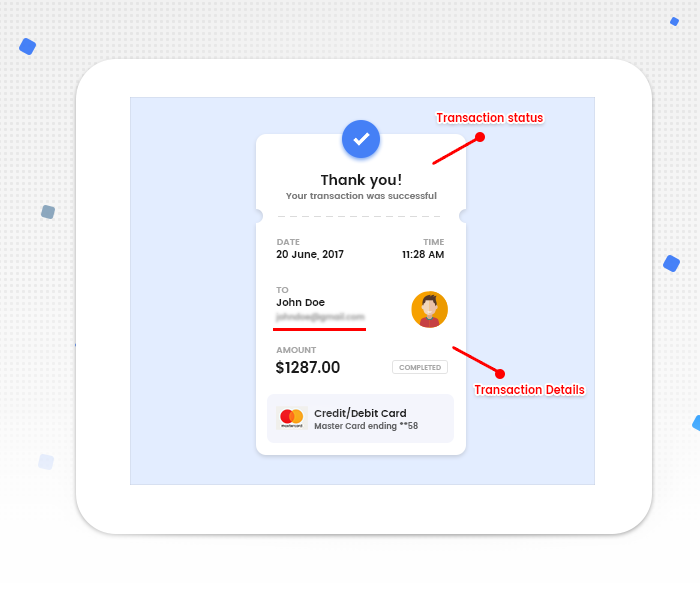 Transaction status
Thank you!
Your transaction was successful
DATE
TIME
20 June, 2017
11:28 AM
TO
John Doe
johndoe@gmail.com
AMOUNT
$1287.00
COMPLETED
Transaction Details
Credit/Debit Card
mastercard
Master Card ending **58